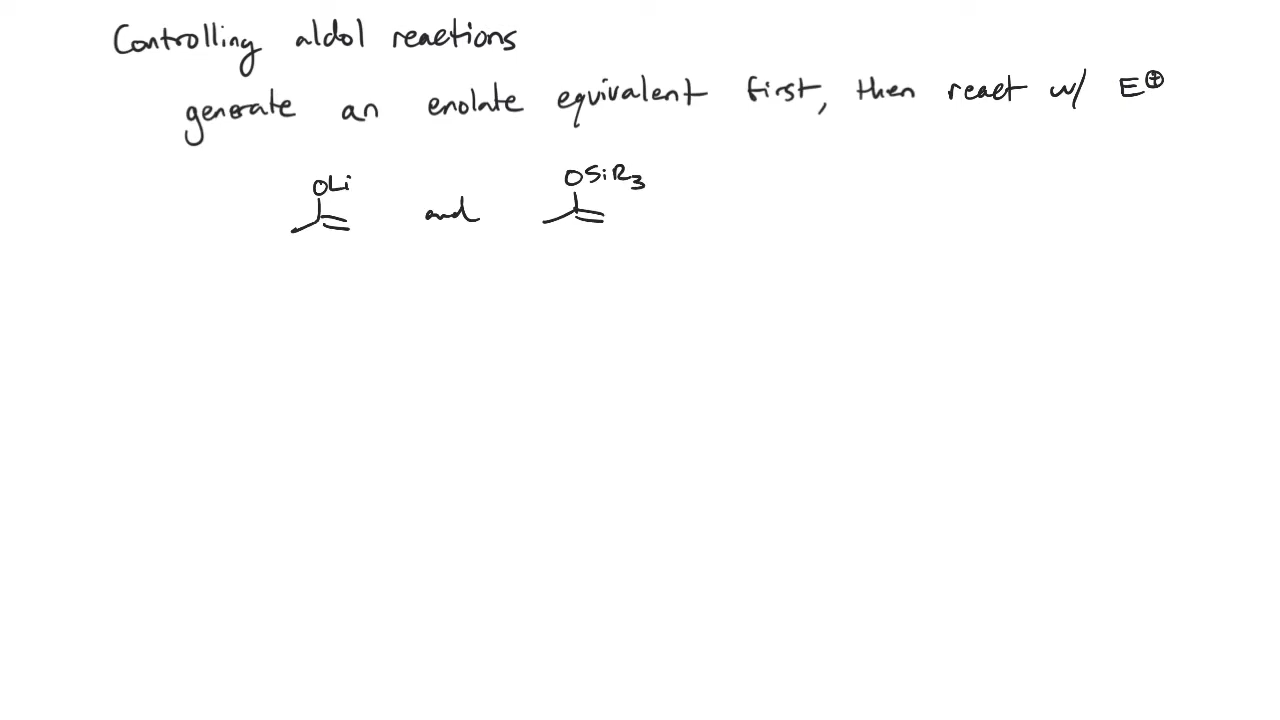 Controlling aldol reactions
generate an enolate equivalent first, then react w/ E⊕
OLi and OSiR₃